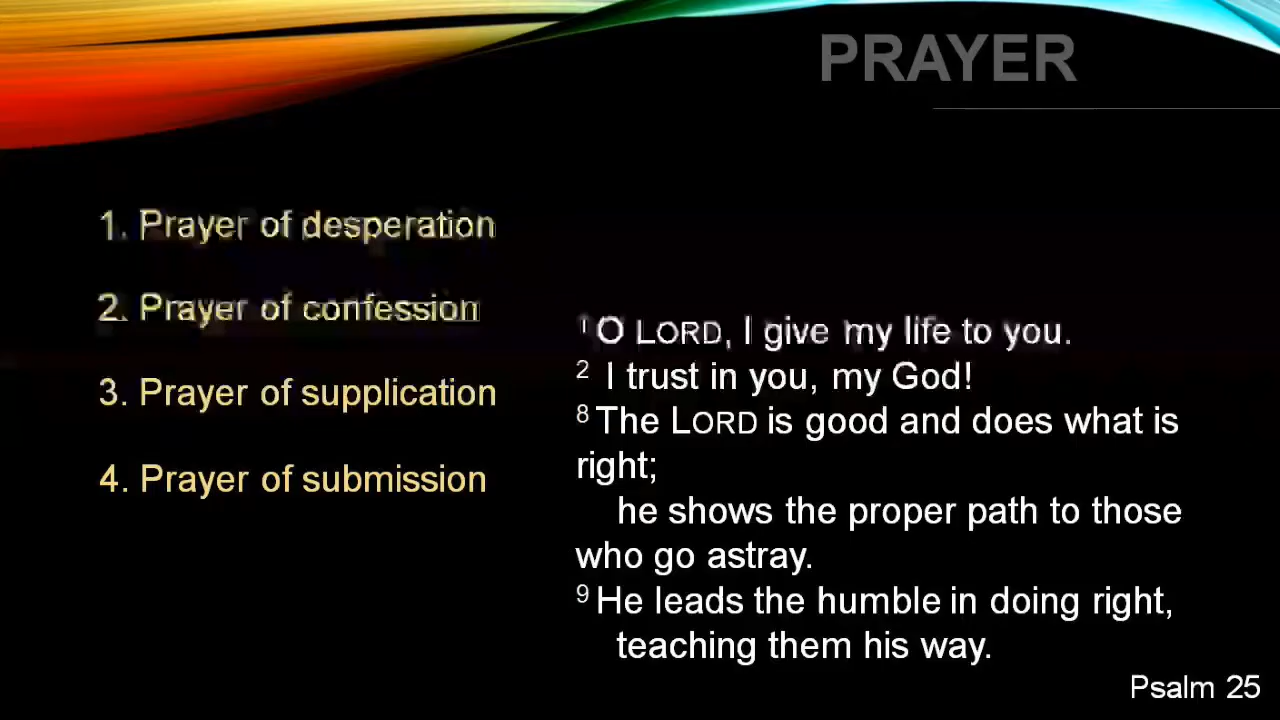 PRAYER
1. Prayer of desperation
2. Prayer of confession
3. Prayer of supplication
4. Prayer of submission
1 O LORD, I give my life to you.
2 I trust in you, my God!
8 The LORD is good and does what is
right;
he shows the proper path to those
who go astray.
9 He leads the humble in doing right,
teaching them his way.
Psalm 25